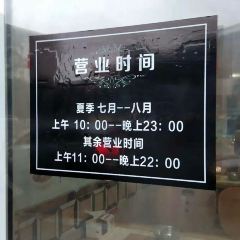 营业时间
夏季 七月--八月
上午 10：00--晚上23：00
其余营业时间
上午11：00--晚上22：00